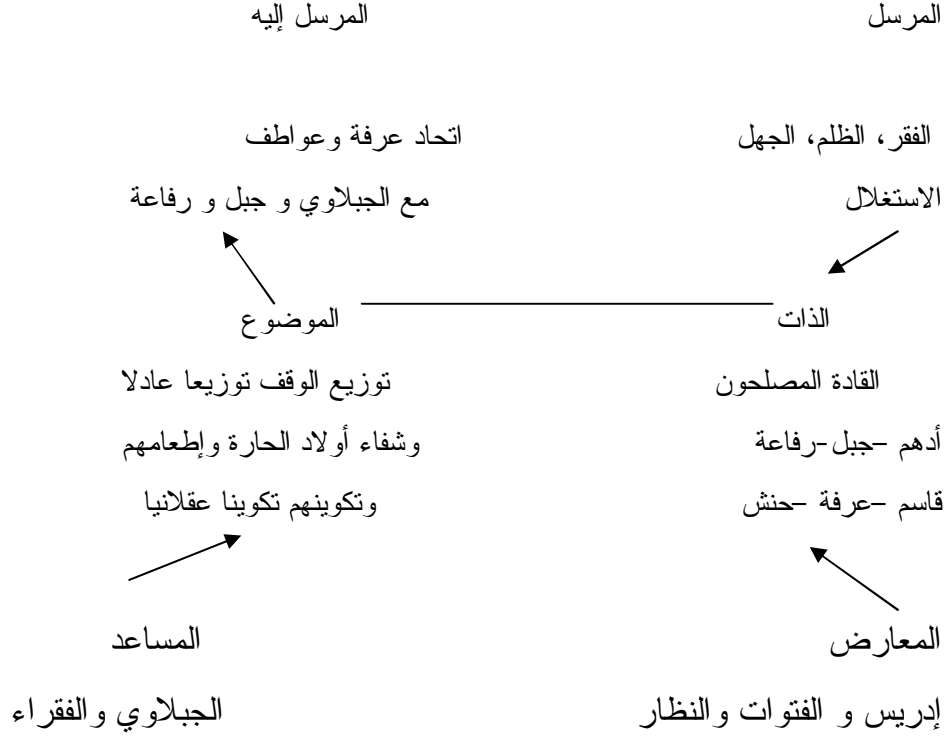 المرسل المرسل إليه
الفقر، الظلم، الجهل اتحاد عرفة وعواطف
الاستغلال مع الجبلاوي و جبل و رفاعة
الذات الموضوع
القادة المصلحون توزيع الوقف توزيعا عادلا
أدهم –جبل-رفاعة وشفاء أولاد الحارة وإطعامهم
قاسم –عرفة –حنش وتكوينهم تكوينا عقلانيا
المعارض المساعد
إدريس و الفتوات والنظار الجبلاوي والفقراء